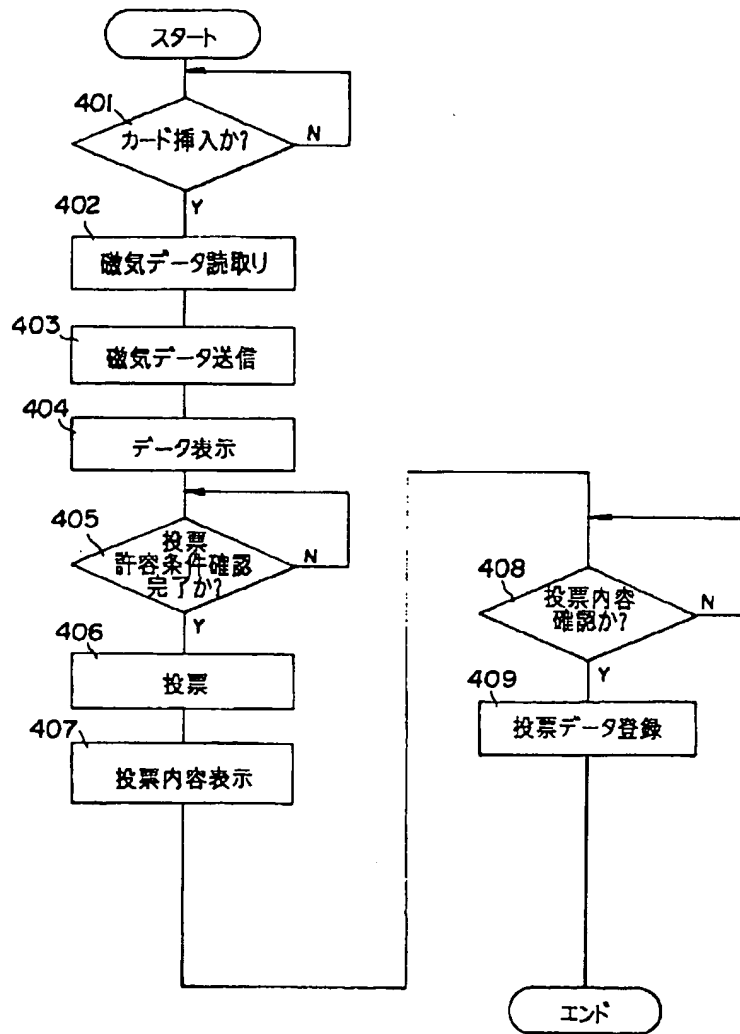 スタート
401
カード挿入か?
N
Y
402
磁気データ読取り
403
磁気データ送信
404
データ表示
405
投票
許容条件確認
完了か?
N
Y
406
投票
407
投票内容表示
408
投票内容
確認か?
N
Y
409
投票データ登録
エンド